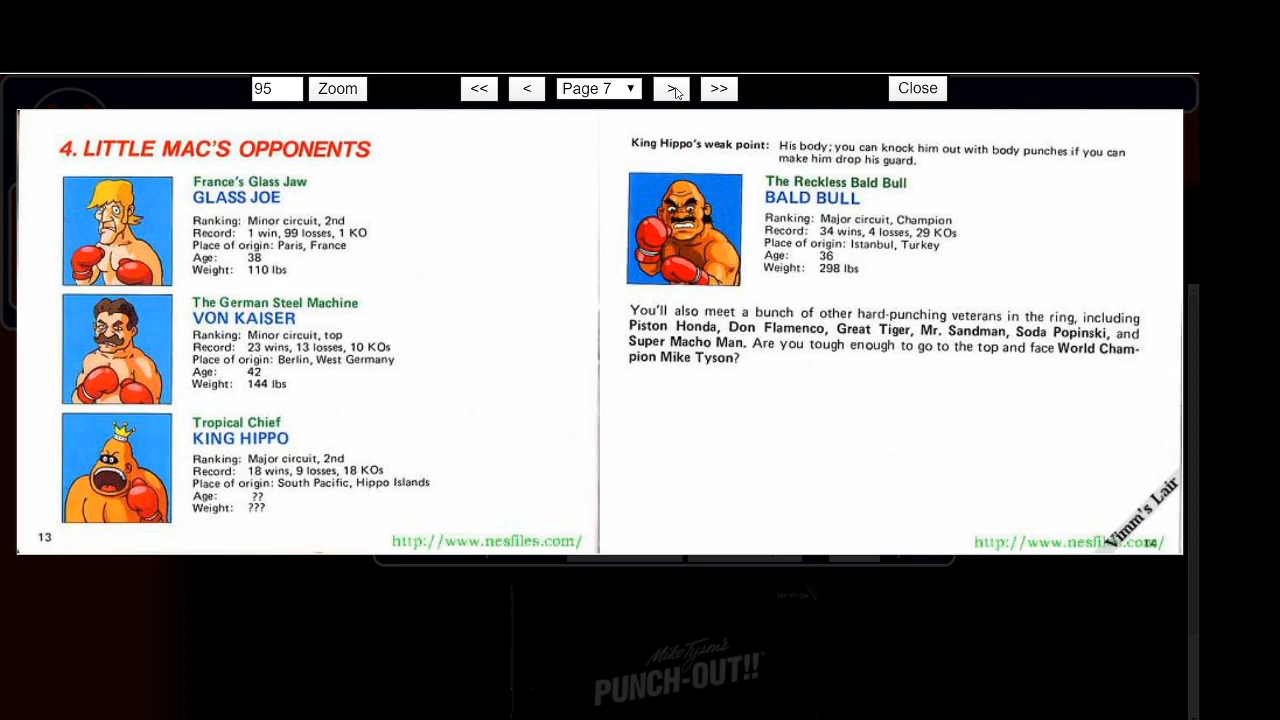 95
Zoom
<<
<
Page 7
>
>>
Close
4. LITTLE MAC'S OPPONENTS
France's Glass Jaw
GLASS JOE
Ranking: Minor circuit, 2nd
Record: 1 win, 99 losses, 1 KO
Place of origin: Paris, France
Age: 38
Weight: 110 lbs
The German Steel Machine
VON KAISER
Ranking: Minor circuit, top
Record: 23 wins, 13 losses, 10 KOs
Place of origin: Berlin, West Germany
Age: 42
Weight: 144 lbs
Tropical Chief
KING HIPPO
Ranking: Major circuit, 2nd
Record: 18 wins, 9 losses, 18 KOs
Place of origin: South Pacific, Hippo Islands
Age: ??
Weight: ???
13
http://www.nesfiles.com/
King Hippo's weak point: His body; you can knock him out with body punches if you can
make him drop his guard.
The Reckless Bald Bull
BALD BULL
Ranking: Major circuit, Champion
Record: 34 wins, 4 losses, 29 KOs
Place of origin: Istanbul, Turkey
Age: 36
Weight: 298 lbs
You'll also meet a bunch of other hard-punching veterans in the ring, including
Piston Honda, Don Flamenco, Great Tiger, Mr. Sandman, Soda Popinski, and
Super Macho Man. Are you tough enough to go to the top and face World Cham-
pion Mike Tyson?
Vimm's Lair
14
Mike Tyson's
PUNCH-OUT!!